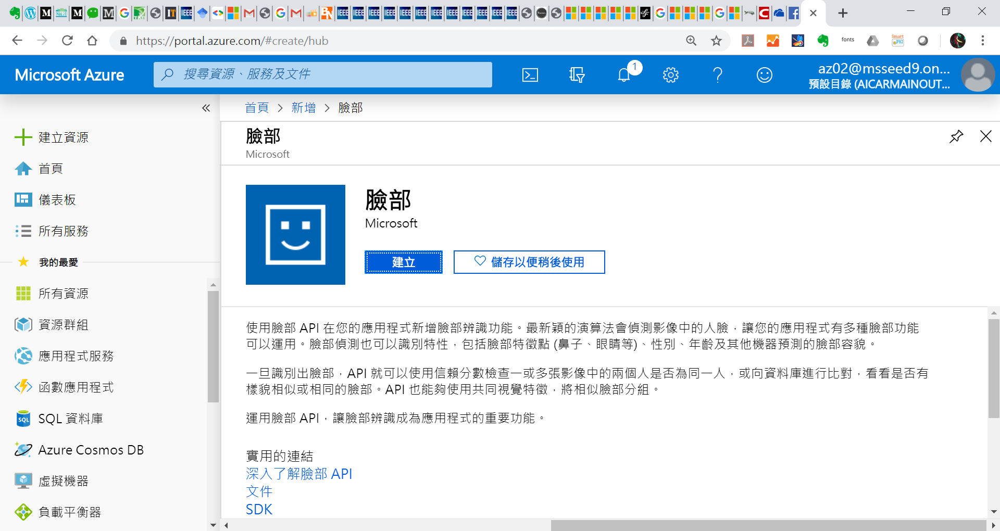 https://portal.azure.com/#create/hub
fonts
Smart
ePKI
Microsoft Azure
搜尋資源、服務及文件
1
az02@msseed9.on...
預設目錄 (AICARMAINOUT...
首頁 > 新增 > 臉部
建立資源
首頁
儀表板
所有服務
我的最愛
所有資源
資源群組
應用程式服務
函數應用程式
SQL 資料庫
Azure Cosmos DB
虛擬機器
負載平衡器
臉部
Microsoft
臉部
Microsoft
建立
儲存以便稍後使用
使用臉部 API 在您的應用程式新增臉部辨識功能。最新穎的演算法會偵測影像中的人臉，讓您的應用程式有多種臉部功能
可以運用。臉部偵測也可以識別特性，包括臉部特徵點 (鼻子、眼睛等)、性別、年齡及其他機器預測的臉部容貌。
一旦識別出臉部，API 就可以使用信賴分數檢查一或多張影像中的兩個人是否為同一人，或向資料庫進行比對，看看是否有
樣貌相似或相同的臉部。API 也能夠使用共同視覺特徵，將相似臉部分組。
運用臉部 API，讓臉部辨識成為應用程式的重要功能。
實用的連結
深入了解臉部 API
文件
SDK